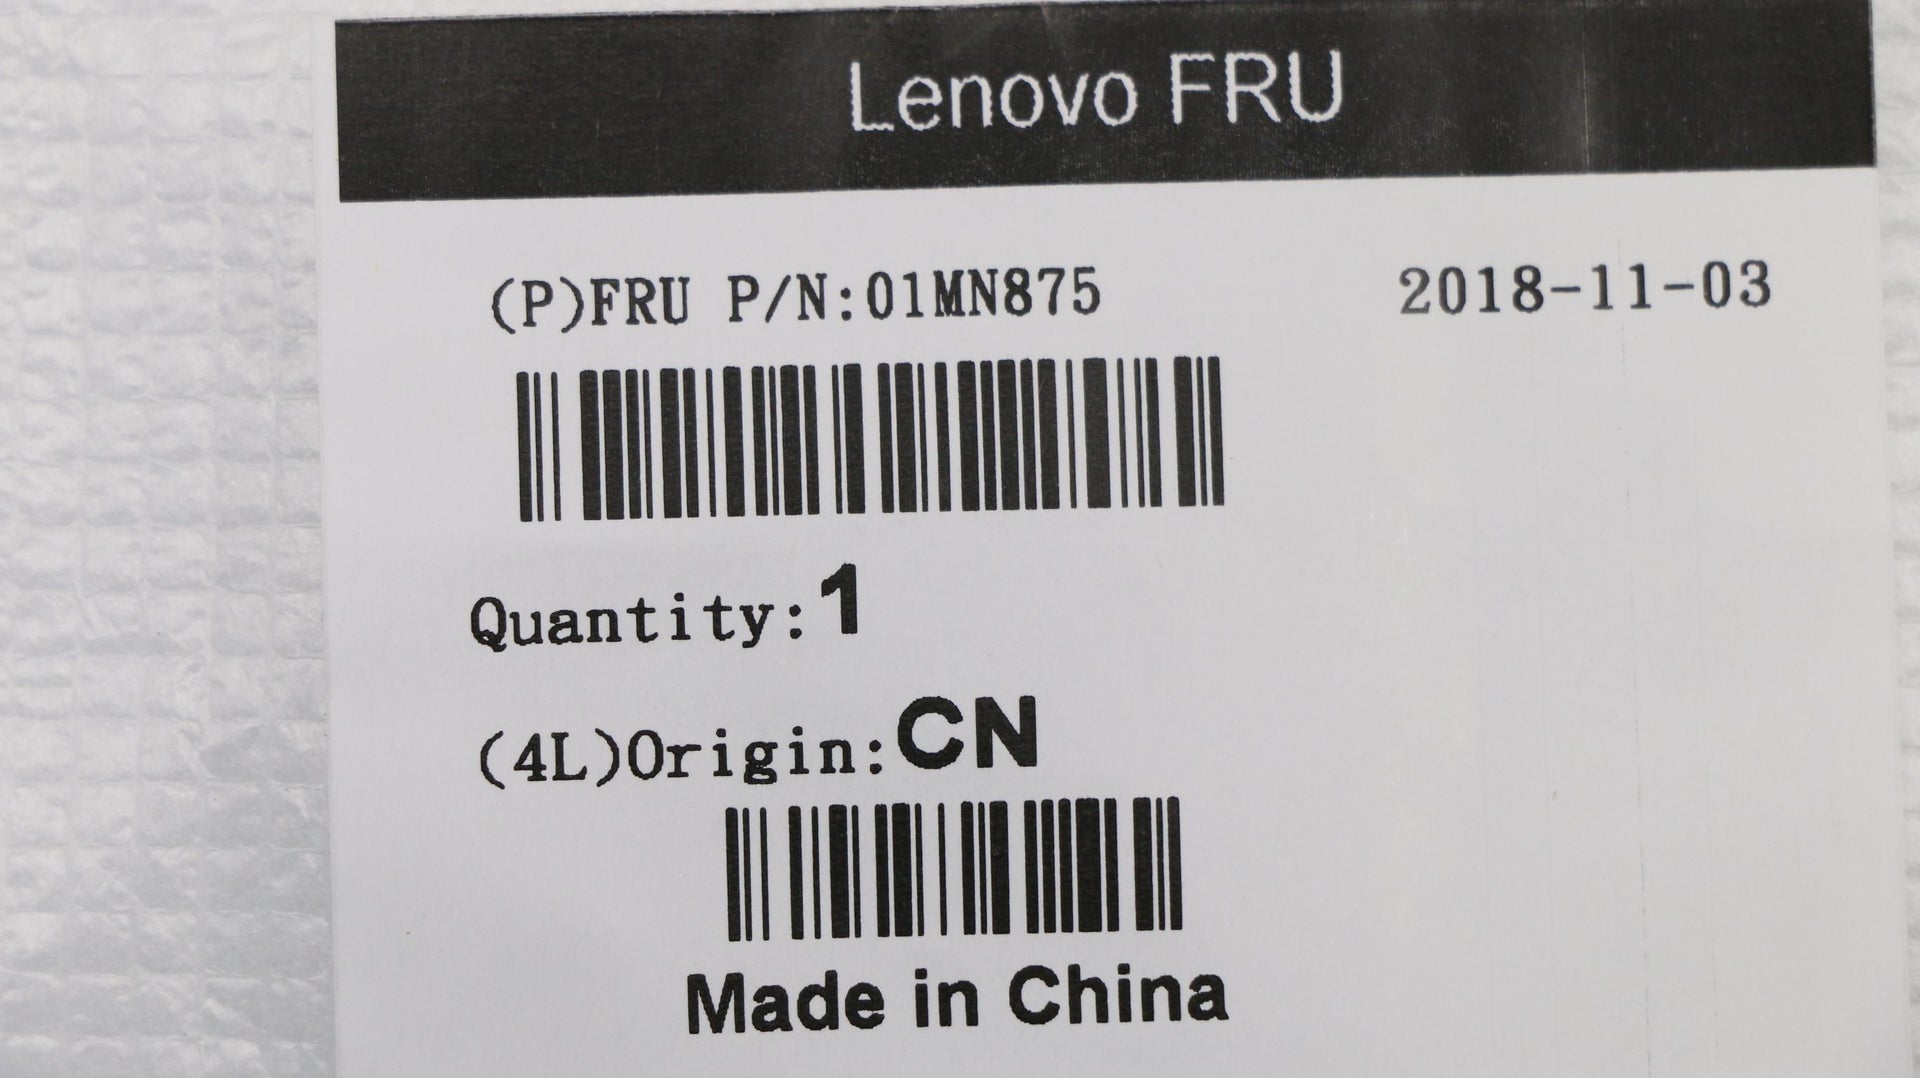 Lenovo FRU
(P)FRU P/N:01MN875 2018-11-03
Quantity:1
(4L)Origin:CN
Made in China